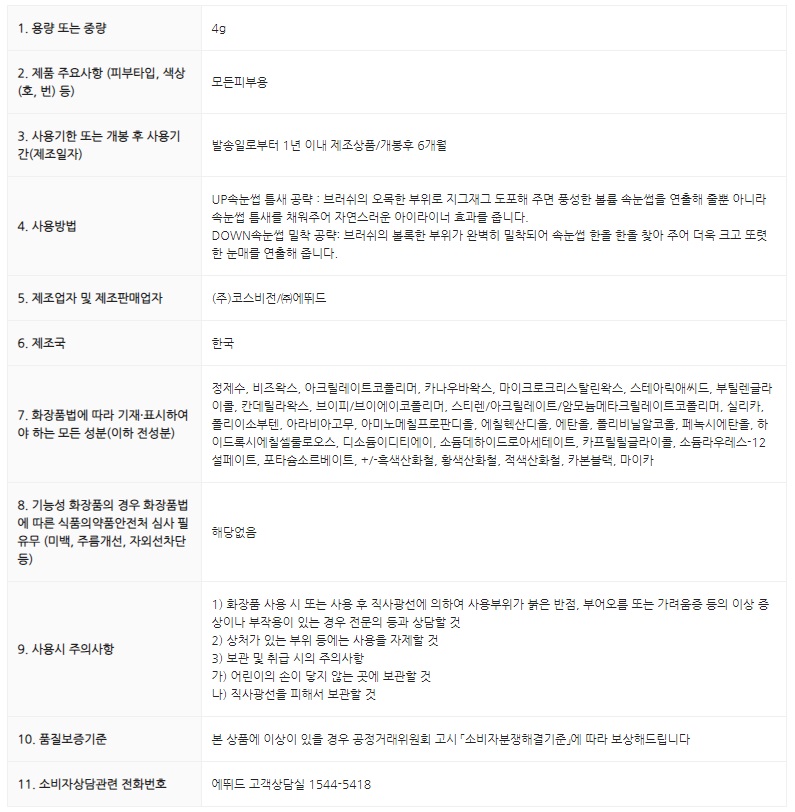 1. 용량 또는 중량
4g
2. 제품 주요사항 (피부타입, 색상
(호, 번) 등)
모든피부용
3. 사용기한 또는 개봉 후 사용기
간(제조일자)
발송일로부터 1년 이내 제조상품/개봉후 6개월
4. 사용방법
UP속눈썹 틈새 공략 : 브러쉬의 오목한 부위로 지그재그 도포해 주면 풍성한 볼륨 속눈썹을 연출해 줄뿐 아니라
속눈썹 틈새를 채워주어 자연스러운 아이라이너 효과를 줍니다.
DOWN속눈썹 밀착 공략: 브러쉬의 볼록한 부위가 완벽히 밀착되어 속눈썹 한올 한올 찾아 주어 더욱 크고 또렷
한 눈매를 연출해 줍니다.
5. 제조업자 및 제조판매업자
(주)코스비전/㈜에뛰드
6. 제조국
한국
7. 화장품법에 따라 기재·표시하여
야 하는 모든 성분(이하 전성분)
정제수, 비즈왁스, 아크릴레이트코폴리머, 카나우바왁스, 마이크로크리스탈린왁스, 스테아릭애씨드, 부틸렌글라
이콜, 칸데릴라왁스, 브이피/브이에이코폴리머, 스티렌/아크릴레이트/암모늄메타크릴레이트코폴리머, 실리카,
폴리이소부텐, 아라비아고무, 아미노메칠프로판디올, 에칠헥산디올, 에탄올, 폴리비닐알코올, 페녹시에탄올, 하
이드록시에칠셀룰로오스, 디소듐이디티에이, 소듐데하이드로아세테이트, 카프릴릴글라이콜, 소듐라우레스-12
설페이트, 포타슘소르베이트, +/-흑색산화철, 황색산화철, 적색산화철, 카본블랙, 마이카
8. 기능성 화장품의 경우 화장품법
에 따른 식품의약품안전처 심사 필
유무 (미백, 주름개선, 자외선차단
등)
해당없음
9. 사용시 주의사항
1) 화장품 사용 시 또는 사용 후 직사광선에 의하여 사용부위가 붉은 반점, 부어오름 또는 가려움증 등의 이상 증
상이나 부작용이 있는 경우 전문의 등과 상담할 것
2) 상처가 있는 부위 등에는 사용을 자제할 것
3) 보관 및 취급 시의 주의사항
가) 어린이의 손이 닿지 않는 곳에 보관할 것
나) 직사광선을 피해서 보관할 것
10. 품질보증기준
본 상품에 이상이 있을 경우 공정거래위원회 고시 「소비자분쟁해결기준」에 따라 보상해드립니다
11. 소비자상담관련 전화번호
에뛰드 고객상담실 1544-5418